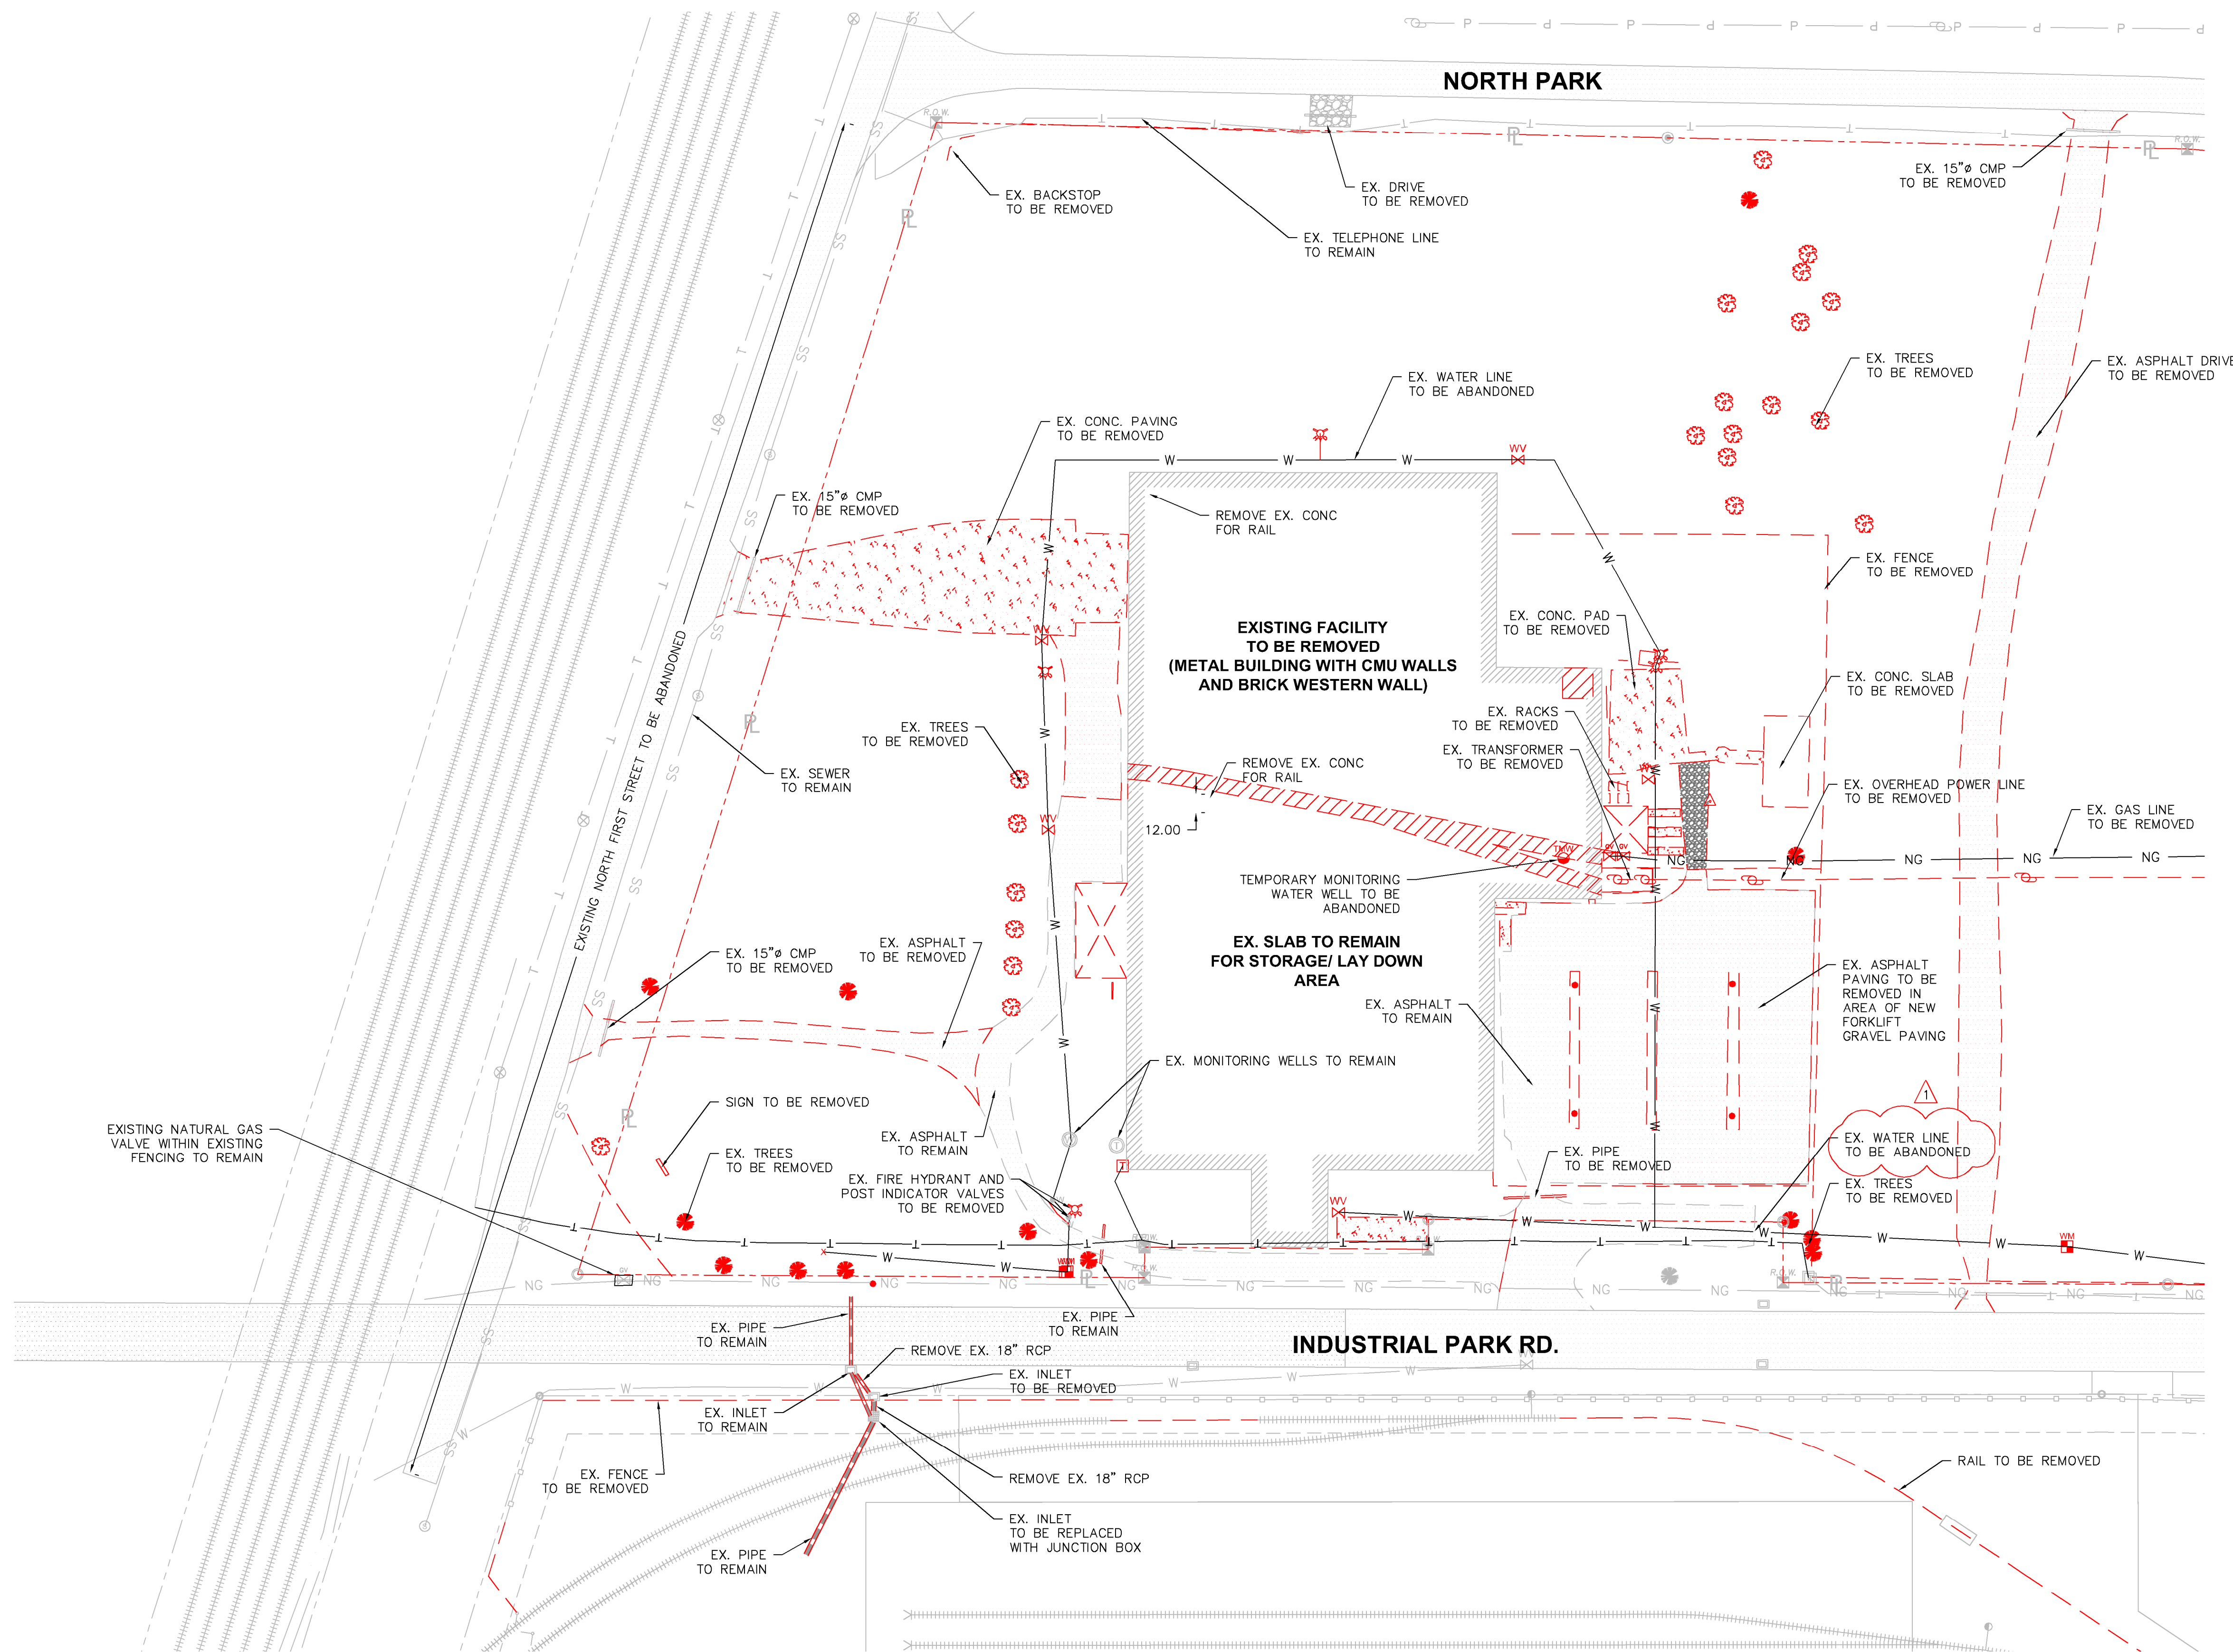 NORTH PARK
R.O.W.
R.O.W.
EX. BACKSTOP
TO BE REMOVED
EX. DRIVE
TO BE REMOVED
EX. TELEPHONE LINE
TO REMAIN
EX. 15"ø CMP
TO BE REMOVED
EX. TREES
TO BE REMOVED
EX. ASPHALT DRIVE
TO BE REMOVED
EX. WATER LINE
TO BE ABANDONED
EX. CONC. PAVING
TO BE REMOVED
EX. 15"ø CMP
TO BE REMOVED
REMOVE EX. CONC
FOR RAIL
EX. FENCE
TO BE REMOVED
EXISTING FACILITY
TO BE REMOVED
(METAL BUILDING WITH CMU WALLS
AND BRICK WESTERN WALL)
EX. CONC. PAD
TO BE REMOVED
EX. CONC. SLAB
TO BE REMOVED
EX. RACKS
TO BE REMOVED
EX. TRANSFORMER
TO BE REMOVED
EX. TREES
TO BE REMOVED
EXISTING NORTH FIRST STREET TO BE ABANDONED
EX. SEWER
TO REMAIN
REMOVE EX. CONC
FOR RAIL
12.00
EX. OVERHEAD POWER LINE
TO BE REMOVED
EX. GAS LINE
TO BE REMOVED
TEMPORARY MONITORING
WATER WELL TO BE
ABANDONED
EX. SLAB TO REMAIN
FOR STORAGE/ LAY DOWN
AREA
EX. ASPHALT
TO BE REMOVED
EX. 15"ø CMP
TO BE REMOVED
EX. ASPHALT
TO REMAIN
EX. ASPHALT
PAVING TO BE
REMOVED IN
AREA OF NEW
FORKLIFT
GRAVEL PAVING
EX. MONITORING WELLS TO REMAIN
1
SIGN TO BE REMOVED
EXISTING NATURAL GAS
VALVE WITHIN EXISTING
FENCING TO REMAIN
EX. TREES
TO BE REMOVED
EX. ASPHALT
TO REMAIN
EX. PIPE
TO BE REMOVED
EX. WATER LINE
TO BE ABANDONED
EX. FIRE HYDRANT AND
POST INDICATOR VALVES
TO BE REMOVED
EX. TREES
TO BE REMOVED
WV
WM
GV
R.O.W.
NG NG NG NG NG
EX. PIPE
TO REMAIN
EX. PIPE
TO REMAIN
INDUSTRIAL PARK RD.
REMOVE EX. 18" RCP
EX. INLET
TO BE REMOVED
EX. INLET
TO REMAIN
EX. FENCE
TO BE REMOVED
REMOVE EX. 18" RCP
RAIL TO BE REMOVED
EX. INLET
TO BE REPLACED
WITH JUNCTION BOX
EX. PIPE
TO REMAIN